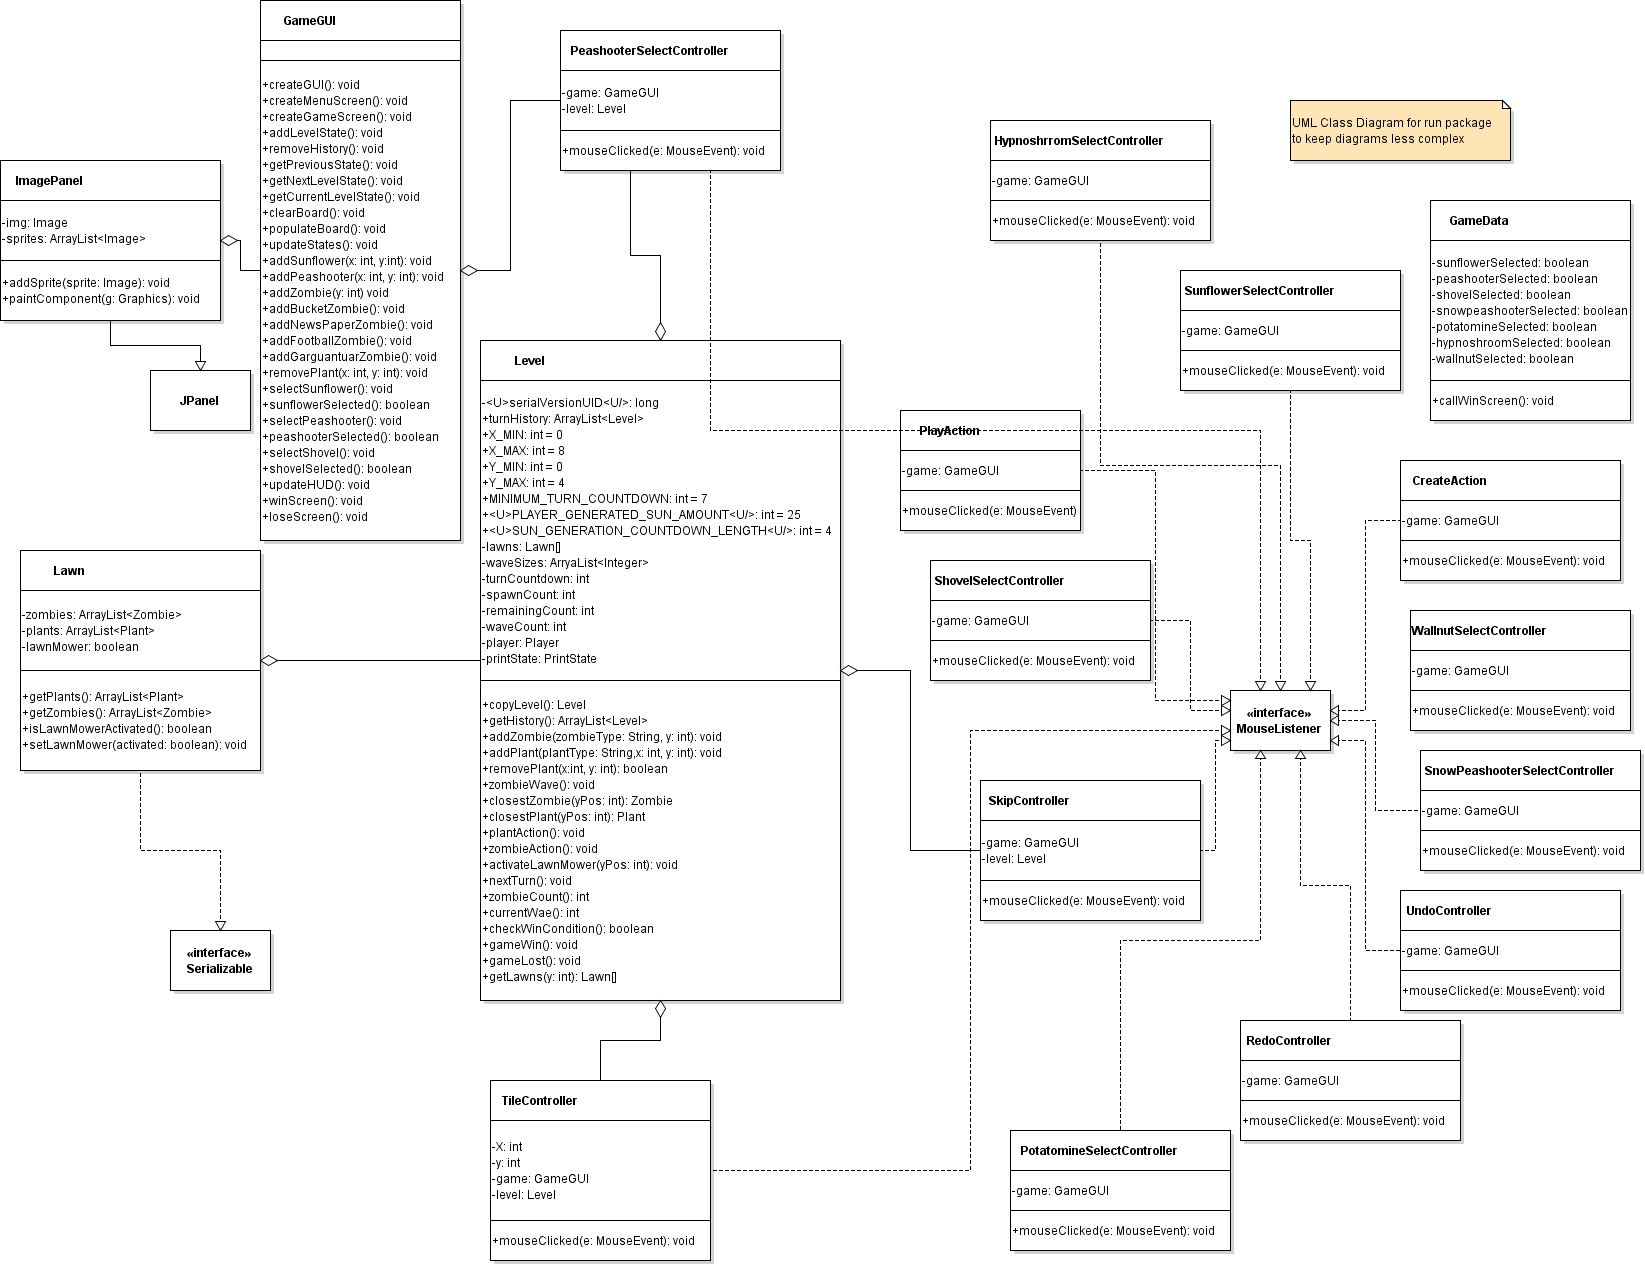 GameGUI
+createGUI(): void
+createMenuScreen(): void
+createGameScreen(): void
+addLevelState(): void
+removeHistory(): void
+getPreviousState(): void
+getNextLevelState(): void
+getCurrentLevelState(): void
+clearBoard(): void
+populateBoard(): void
+updateStates(): void
+addSunflower(x: int, y:int): void
+addPeashooter(x: int, y: int): void
+addZombie(y: int) void
+addBucketZombie(): void
+addNewsPaperZombie(): void
+addFootballZombie(): void
+addGarguantuarZombie(): void
+removePlant(x: int, y: int): void
+selectSunflower(): void
+sunflowerSelected(): boolean
+selectPeashooter(): void
+peashooterSelected(): boolean
+selectShovel(): void
+shovelSelected(): boolean
+updateHUD(): void
+winScreen(): void
+loseScreen(): void
PeashooterSelectController
-game: GameGUI
-level: Level
+mouseClicked(e: MouseEvent): void
UML Class Diagram for run package
to keep diagrams less complex
HypnoshrromSelectController
-game: GameGUI
+mouseClicked(e: MouseEvent): void
ImagePanel
-img: Image
-sprites: ArrayList<Image>
+addSprite(sprite: Image): void
+paintComponent(g: Graphics): void
JPanel
GameData
-sunflowerSelected: boolean
-peashooterSelected: boolean
-shovelSelected: boolean
-snowpeashooterSelected: boolean
-potatomineSelected: boolean
-hypnoshroomSelected: boolean
-wallnutSelected: boolean
+callWinScreen(): void
SunflowerSelectController
-game: GameGUI
+mouseClicked(e: MouseEvent): void
Level
-<U>serialVersionUID<U/>: long
+turnHistory: ArrayList<Level>
+X_MIN: int = 0
+X_MAX: int = 8
+Y_MIN: int = 0
+Y_MAX: int = 4
+MINIMUM_TURN_COUNTDOWN: int = 7
+<U>PLAYER_GENERATED_SUN_AMOUNT<U/>: int = 25
+<U>SUN_GENERATION_COUNTDOWN_LENGTH<U/>: int = 4
-lawns: Lawn[]
-waveSizes: ArryaList<Integer>
-turnCountdown: int
-spawnCount: int
-remainingCount: int
-waveCount: int
-player: Player
-printState: PrintState
+copyLevel(): Level
+getHistory(): ArrayList<Level>
+addZombie(zombieType: String, y: int): void
+addPlant(plantType: String,x: int, y: int): void
+removePlant(x:int, y: int): boolean
+zombieWave(): void
+closestZombie(yPos: int): Zombie
+closestPlant(yPos: int): Plant
+plantAction(): void
+zombieAction(): void
+activateLawnMower(yPos: int): void
+nextTurn(): void
+zombieCount(): int
+currentWae(): int
+checkWinCondition(): boolean
+gameWin(): void
+gameLost(): void
+getLawns(y: int): Lawn[]
PlayAction
-game: GameGUI
+mouseClicked(e: MouseEvent)
CreateAction
-game: GameGUI
+mouseClicked(e: MouseEvent): void
Lawn
-zombies: ArrayList<Zombie>
-plants: ArrayList<Plant>
-lawnMower: boolean
+getPlants(): ArrayList<Plant>
+getZombies(): ArrayList<Zombie>
+isLawnMowerActivated(): boolean
+setLawnMower(activated: boolean): void
ShovelSelectController
-game: GameGUI
+mouseClicked(e: MouseEvent): void
WallnutSelectController
-game: GameGUI
+mouseClicked(e: MouseEvent): void
«interface»
MouseListener
SnowPeashooterSelectController
-game: GameGUI
+mouseClicked(e: MouseEvent): void
SkipController
-game: GameGUI
-level: Level
+mouseClicked(e: MouseEvent): void
UndoController
-game: GameGUI
+mouseClicked(e: MouseEvent): void
«interface»
Serializable
RedoController
-game: GameGUI
+mouseClicked(e: MouseEvent): void
TileController
-X: int
-y: int
-game: GameGUI
-level: Level
+mouseClicked(e: MouseEvent): void
PotatomineSelectController
-game: GameGUI
+mouseClicked(e: MouseEvent): void